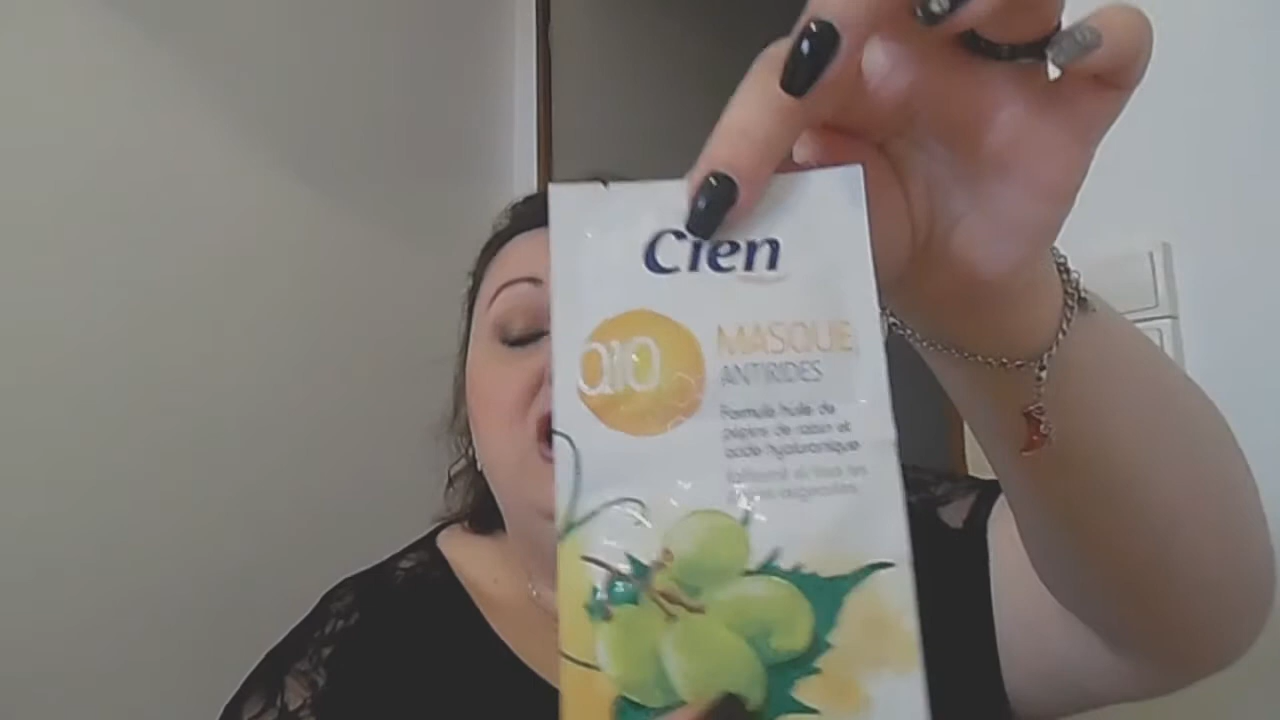 Cien
Q10
MASQUE
ANTIRIDES
Formule huile de
pépins de raisin et
acide hyaluronique